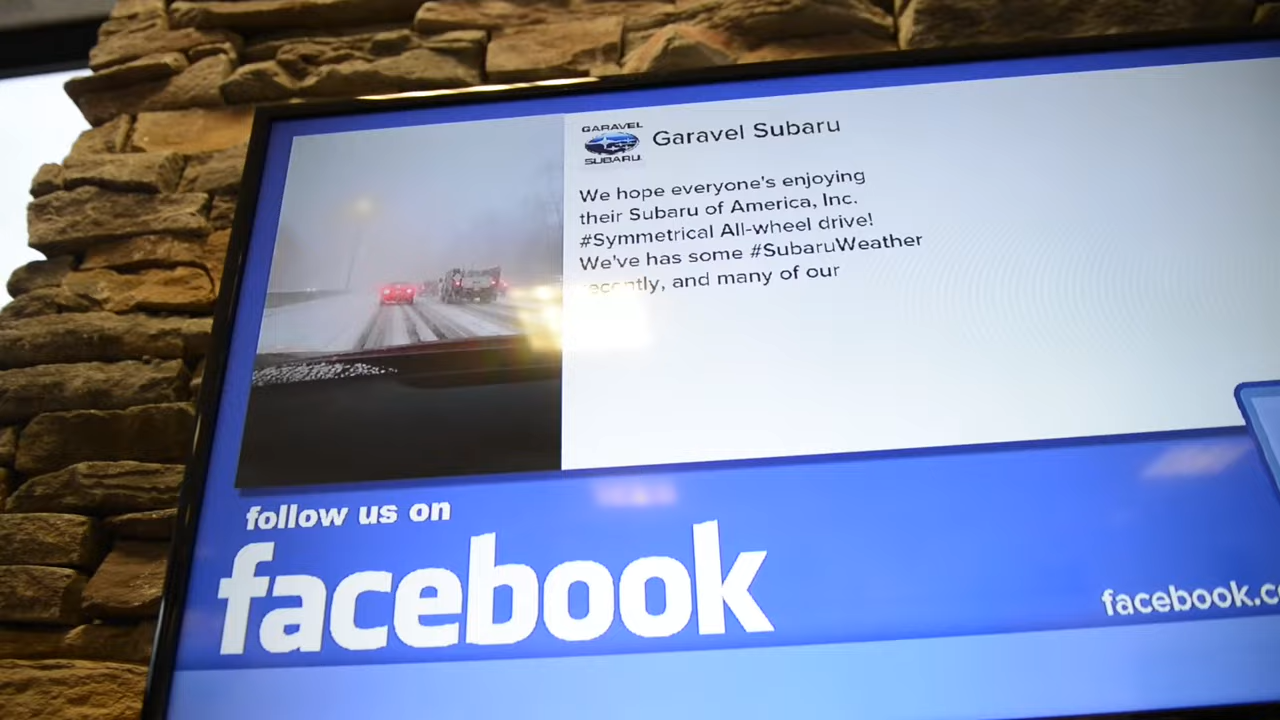 GARAVEL
SUBARU
Garavel Subaru
We hope everyone's enjoying
their Subaru of America, Inc.
#Symmetrical All-wheel drive!
We've has some #SubaruWeather
recently, and many of our
follow us on
facebook
facebook.c